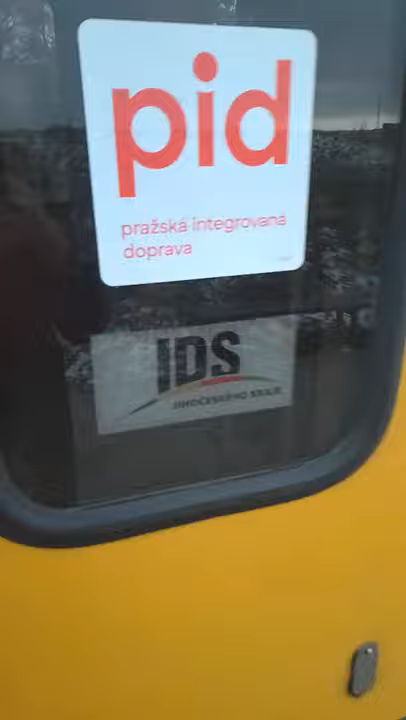 pid
pražská integrovaná
doprava
IDS
JIHOČESKÉHO KRAJE